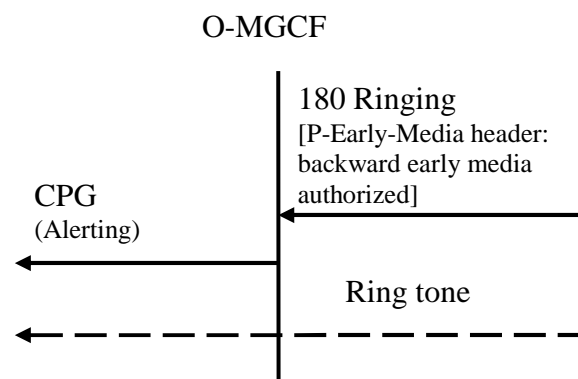 O-MGCF
180 Ringing
[P-Early-Media header:
backward early media
authorized]
CPG
(Alerting)
Ring tone